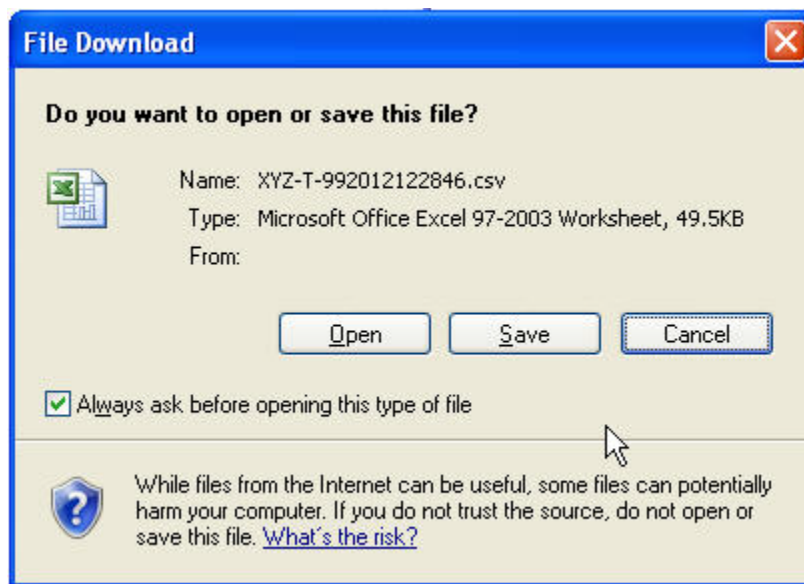 File Download
Do you want to open or save this file?
Name: XYZ-T-992012122846.csv
Type: Microsoft Office Excel 97-2003 Worksheet, 49.5KB
From:
Open Save Cancel
Always ask before opening this type of file
While files from the Internet can be useful, some files can potentially
harm your computer. If you do not trust the source, do not open or
save this file. What´s the risk?